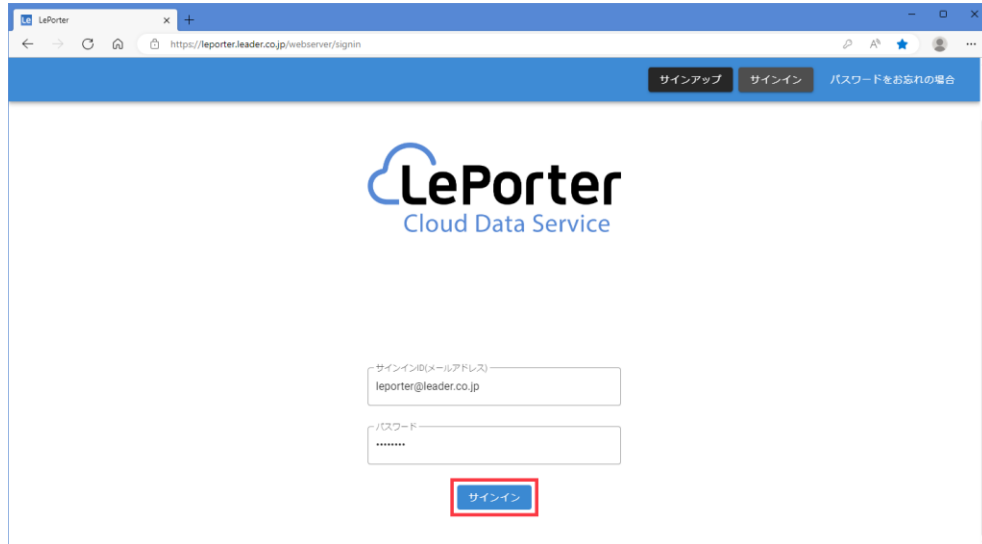 Le LePorter
https://leporter.leader.co.jp/webserver/signin
サインアップ サインイン パスワードをお忘れの場合
LePorter
Cloud Data Service
サインインID(メールアドレス)
leporter@leader.co.jp
パスワード
••••••••
サインイン